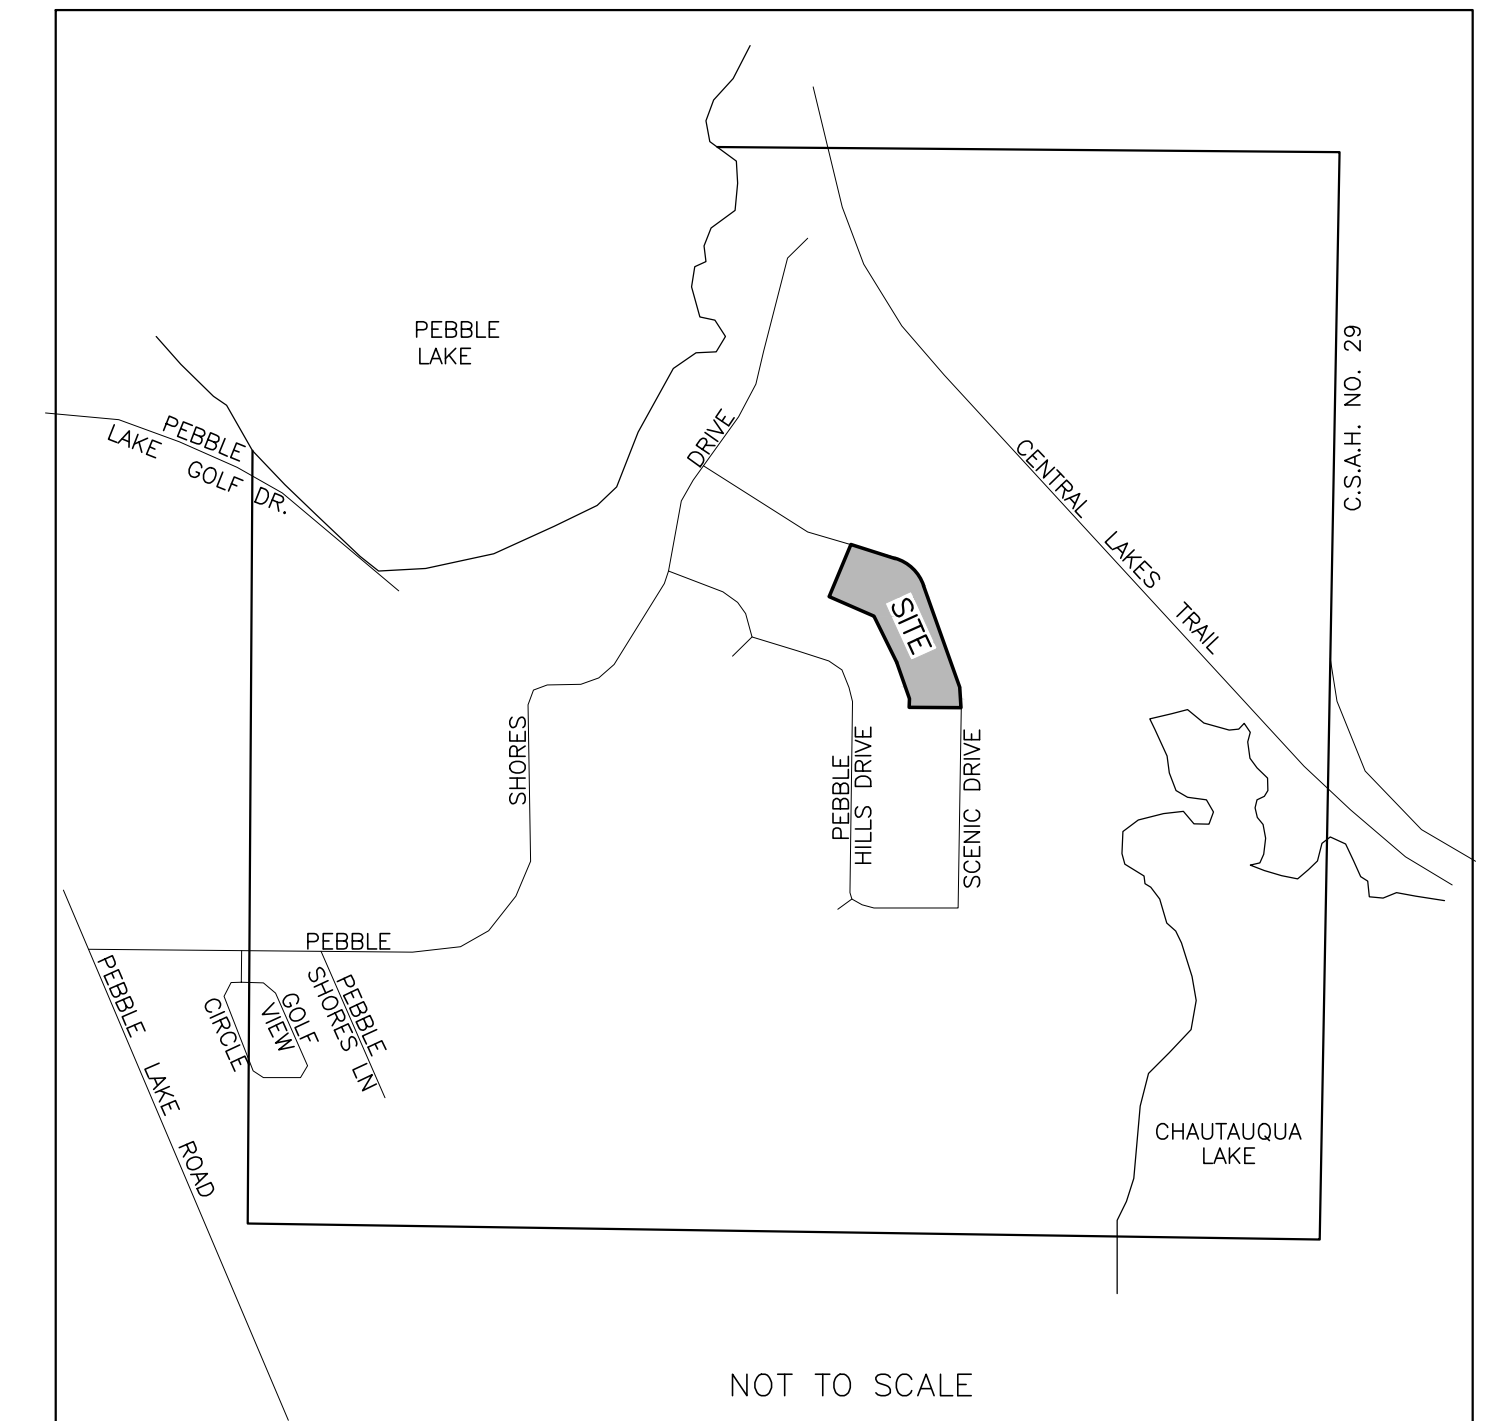 PEBBLE
LAKE
PEBBLE
LAKE GOLF DR.
DRIVE
C.S.A.H. NO. 29
CENTRAL LAKES TRAIL
SITE
SHORES
PEBBLE
HILLS DRIVE
SCENIC DRIVE
PEBBLE
PEBBLE LAKE ROAD
GOLF
VIEW
CIRCLE
PEBBLE
SHORES LN
CHAUTAUQUA
LAKE
NOT TO SCALE